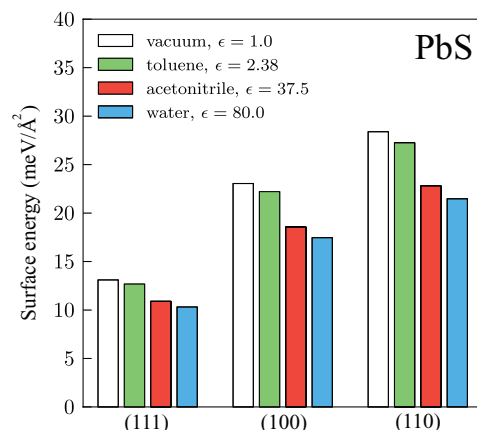 PbS
vacuum, ϵ = 1.0
toluene, ϵ = 2.38
acetonitrile, ϵ = 37.5
water, ϵ = 80.0
Surface energy (meV/Å²)
40
35
30
25
20
15
10
5
0
(111)
(100)
(110)